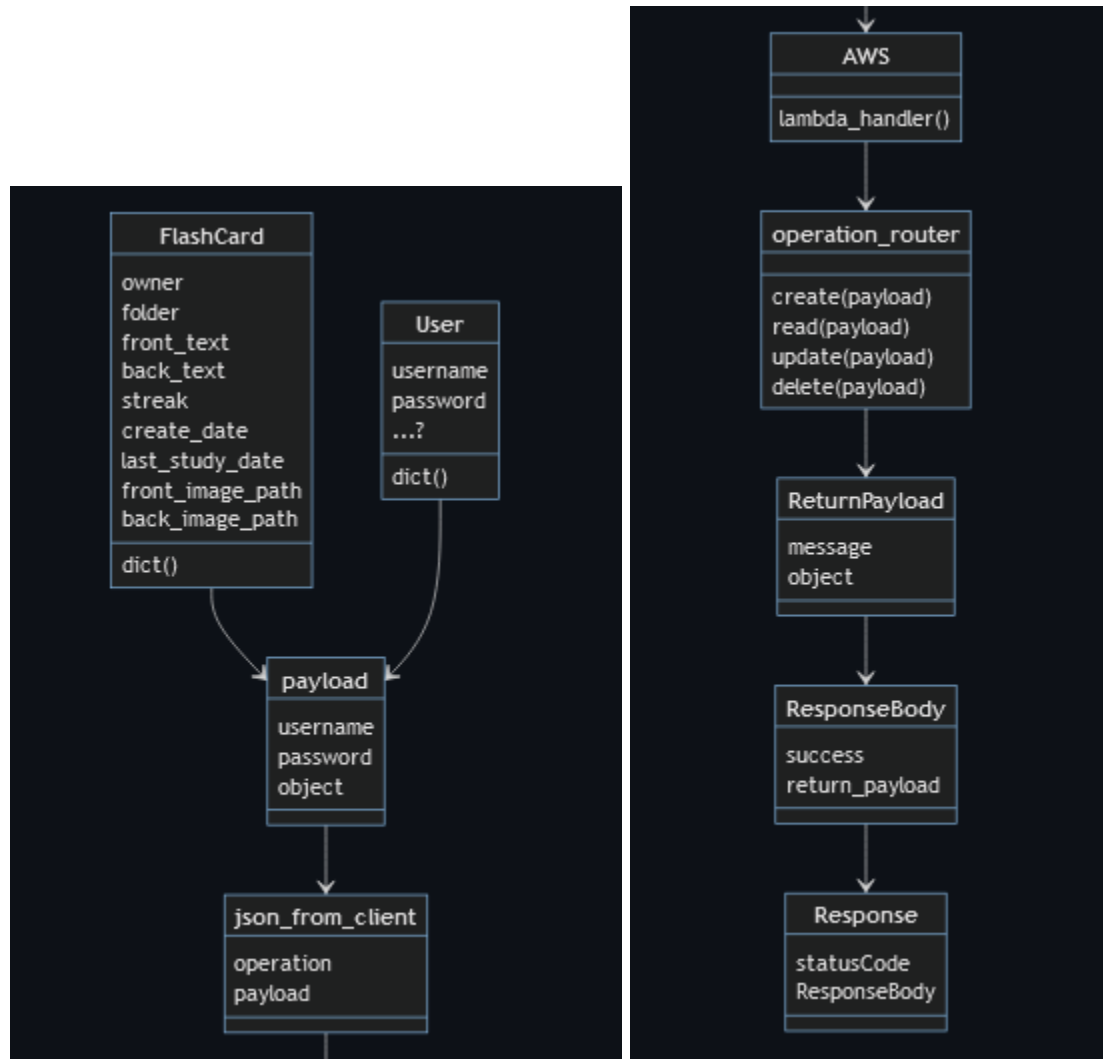 FlashCard
owner
folder
front_text
back_text
streak
create_date
last_study_date
front_image_path
back_image_path
dict()
User
username
password
...?
dict()
payload
username
password
object
json_from_client
operation
payload
AWS
lambda_handler()
operation_router
create(payload)
read(payload)
update(payload)
delete(payload)
ReturnPayload
message
object
ResponseBody
success
return_payload
Response
statusCode
ResponseBody